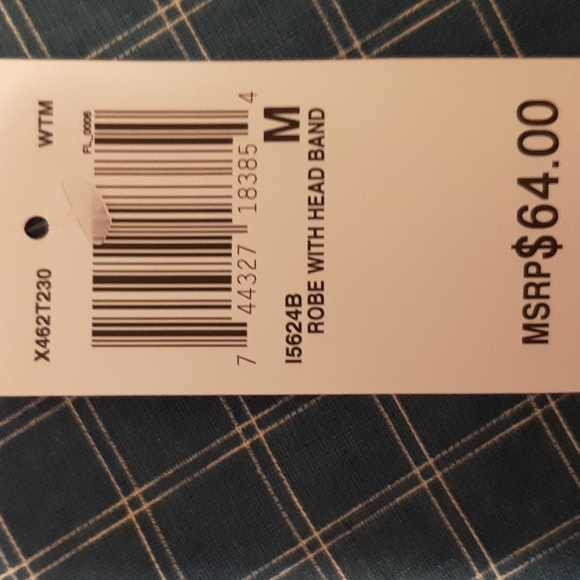 X462T230 WTM
FL_0006
7 44327 18385 4
I5624B M
ROBE WITH HEAD BAND
MSRP$64.00